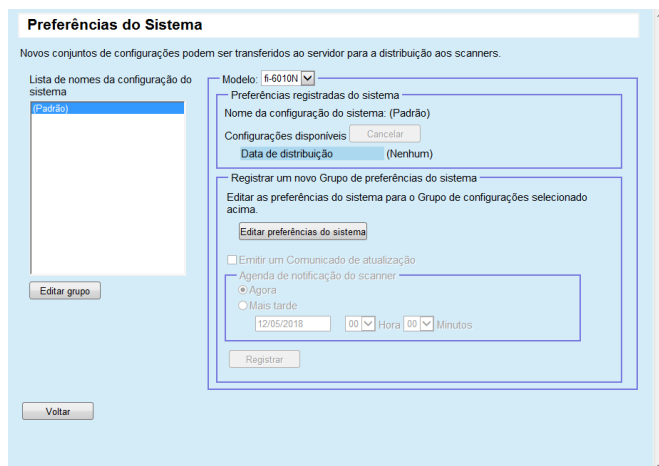 Preferências do Sistema
Novos conjuntos de configurações podem ser transferidos ao servidor para a distribuição aos scanners.
Lista de nomes da configuração do
sistema
(Padrão)
Editar grupo
Modelo: fi-6010N
Preferências registradas do sistema
Nome da configuração do sistema: (Padrão)
Configurações disponíveis Cancelar
Data de distribuição (Nenhum)
Registrar um novo Grupo de preferências do sistema
Editar as preferências do sistema para o Grupo de configurações selecionado
acima.
Editar preferências do sistema
Emitir um Comunicado de atualização
Agenda de notificação do scanner
Agora
Mais tarde
12/05/2018 00 Hora 00 Minutos
Registrar
Voltar